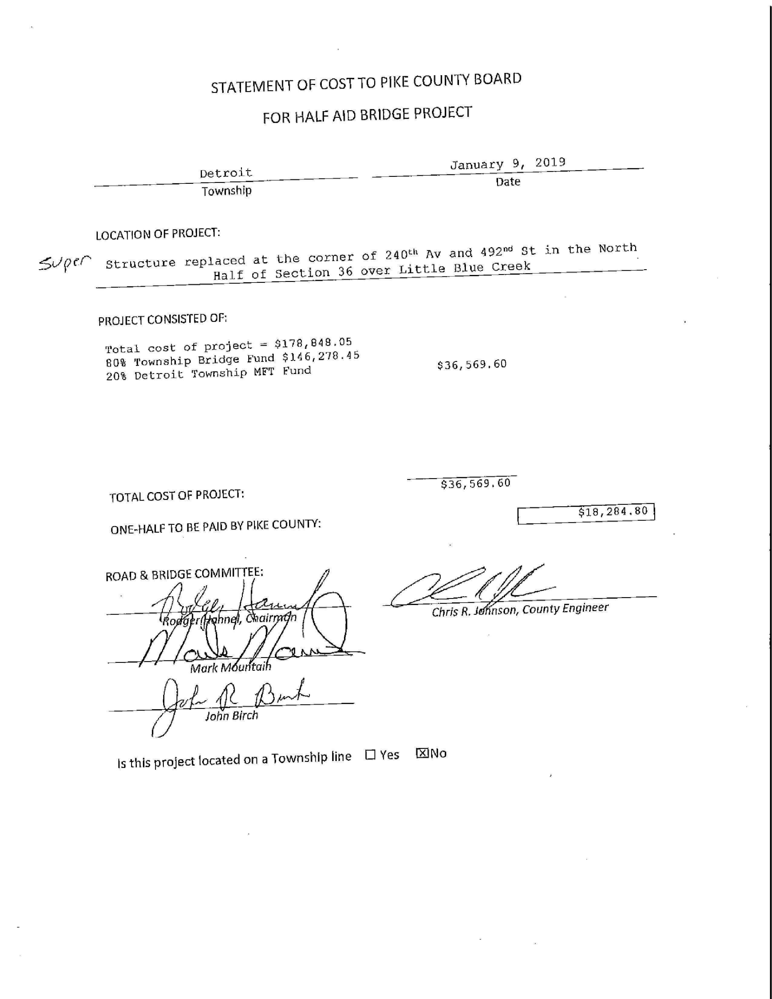 STATEMENT OF COST TO PIKE COUNTY BOARD
FOR HALF AID BRIDGE PROJECT
Detroit
Township
January 9, 2019
Date
LOCATION OF PROJECT:
Super Structure replaced at the corner of 240th Av and 492nd St in the North
Half of Section 36 over Little Blue Creek
PROJECT CONSISTED OF:
Total cost of project = $178,848.05
80% Township Bridge Fund $146,278.45
20% Detroit Township MFT Fund $36,569.60
$36,569.60
TOTAL COST OF PROJECT:
$18,284.80
ONE-HALF TO BE PAID BY PIKE COUNTY:
ROAD & BRIDGE COMMITTEE:
Rodger Hahnel, Chairman
Chris R. Johnson, County Engineer
Mark Mountain
John R Birch
John Birch
Is this project located on a Township line ☐ Yes ☒ No